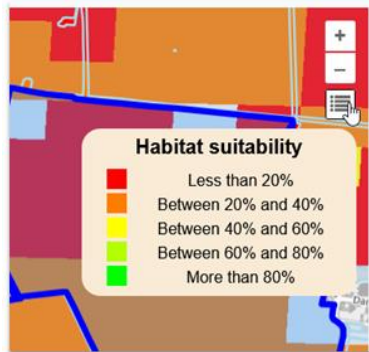 +
−
Habitat suitability
Less than 20%
Between 20% and 40%
Between 40% and 60%
Between 60% and 80%
More than 80%
Dar